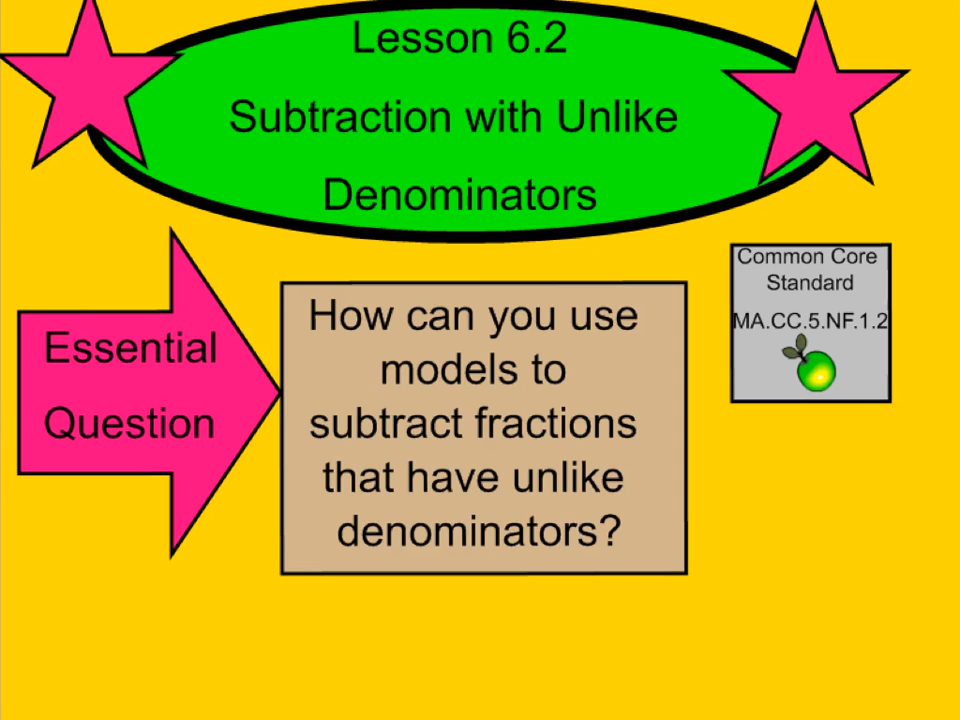 Lesson 6.2
Subtraction with Unlike
Denominators
Essential
Question
How can you use
models to
subtract fractions
that have unlike
denominators?
Common Core
Standard
MA.CC.5.NF.1.2